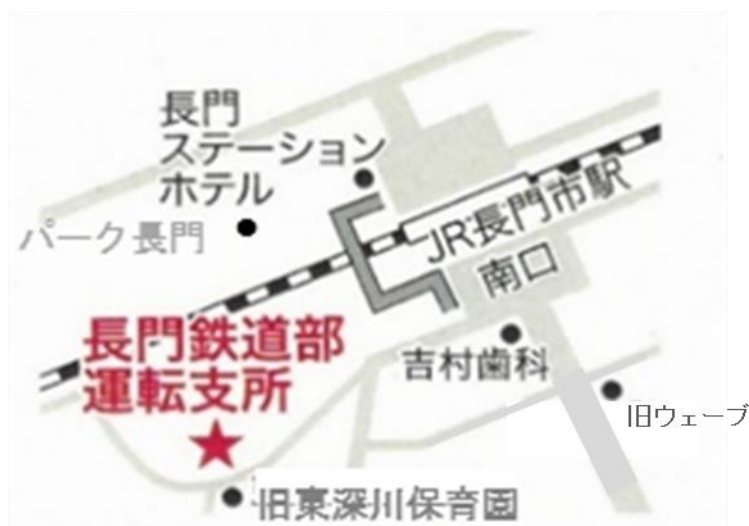 長門
ステーション
ホテル
パーク長門
JR長門市駅
南口
長門鉄道部
運転支所
吉村歯科
旧ウェーブ
旧東深川保育園